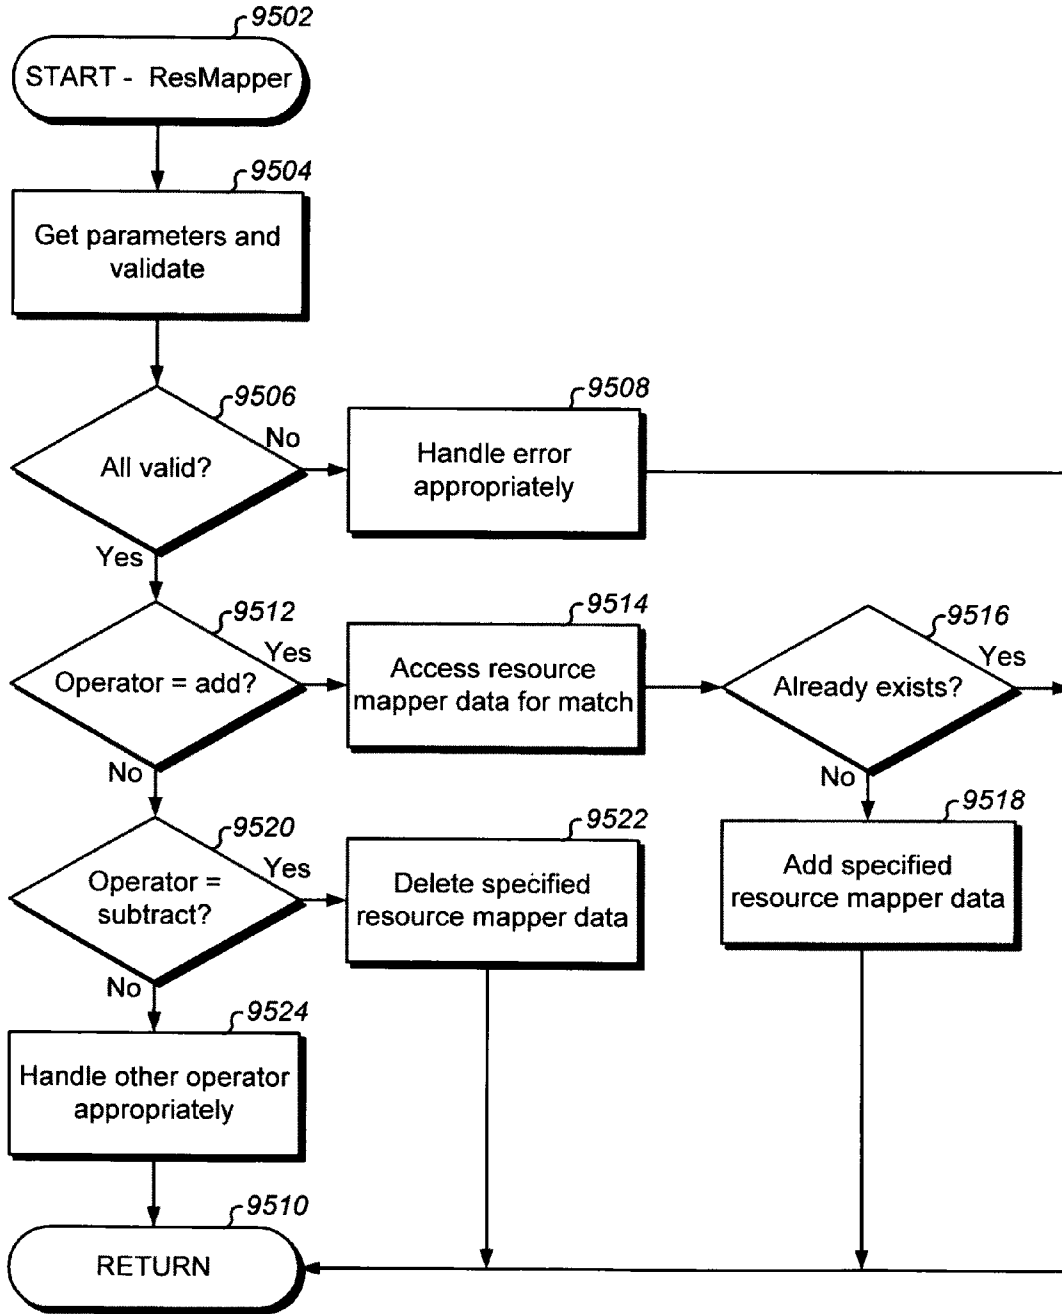 9502
START - ResMapper
9504
Get parameters and
validate
9506
All valid?
No
Yes
9508
Handle error
appropriately
9512
Operator = add?
Yes
No
9514
Access resource
mapper data for match
9516
Already exists?
Yes
No
9518
Add specified
resource mapper data
9520
Operator =
subtract?
Yes
No
9522
Delete specified
resource mapper data
9524
Handle other operator
appropriately
9510
RETURN